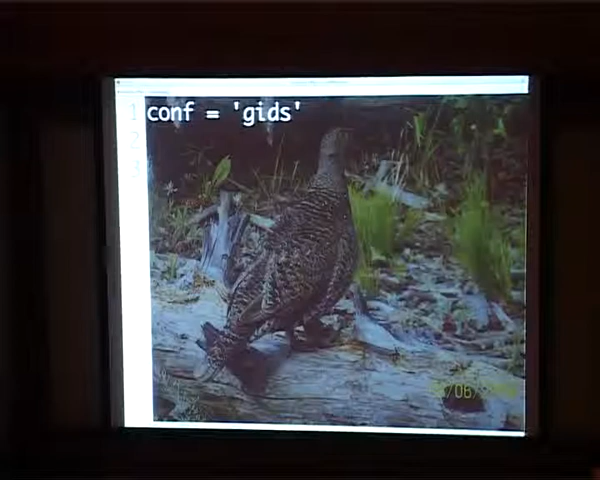 1 conf = 'gids'
2
3